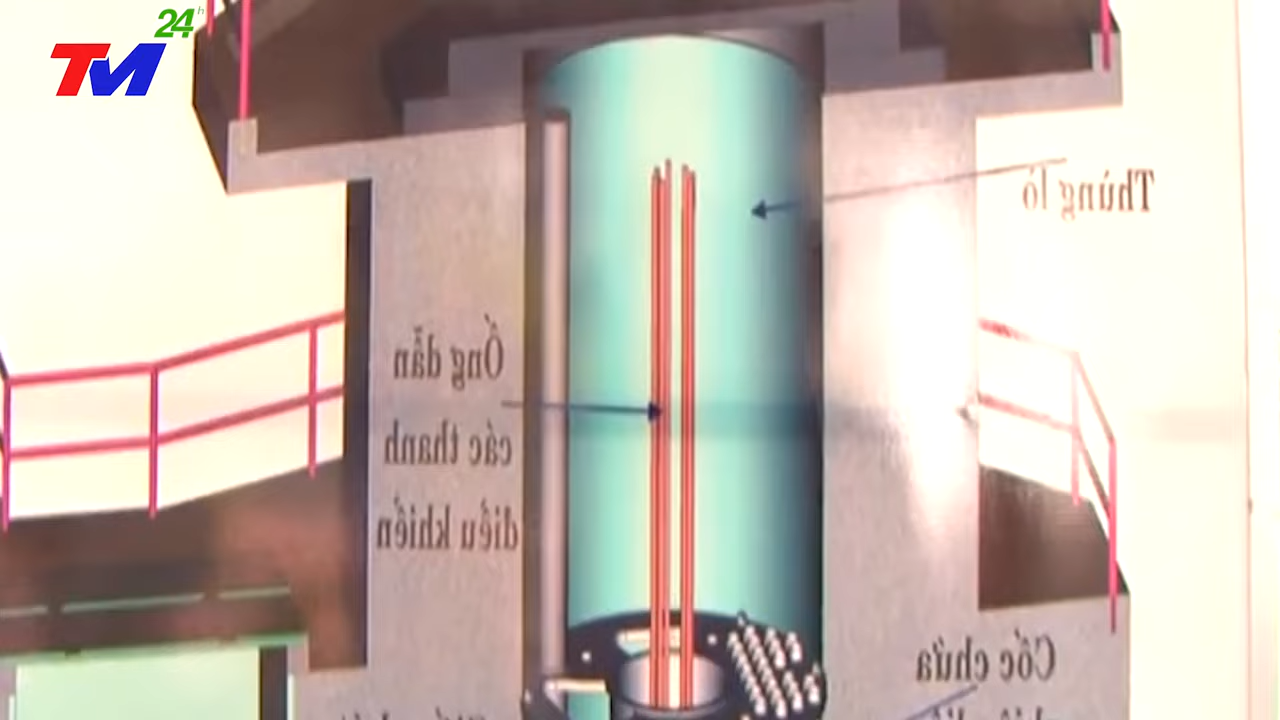 TM 24h
Thùng lò
Ống dẫn
các thanh
điều khiển
Cốc chứa